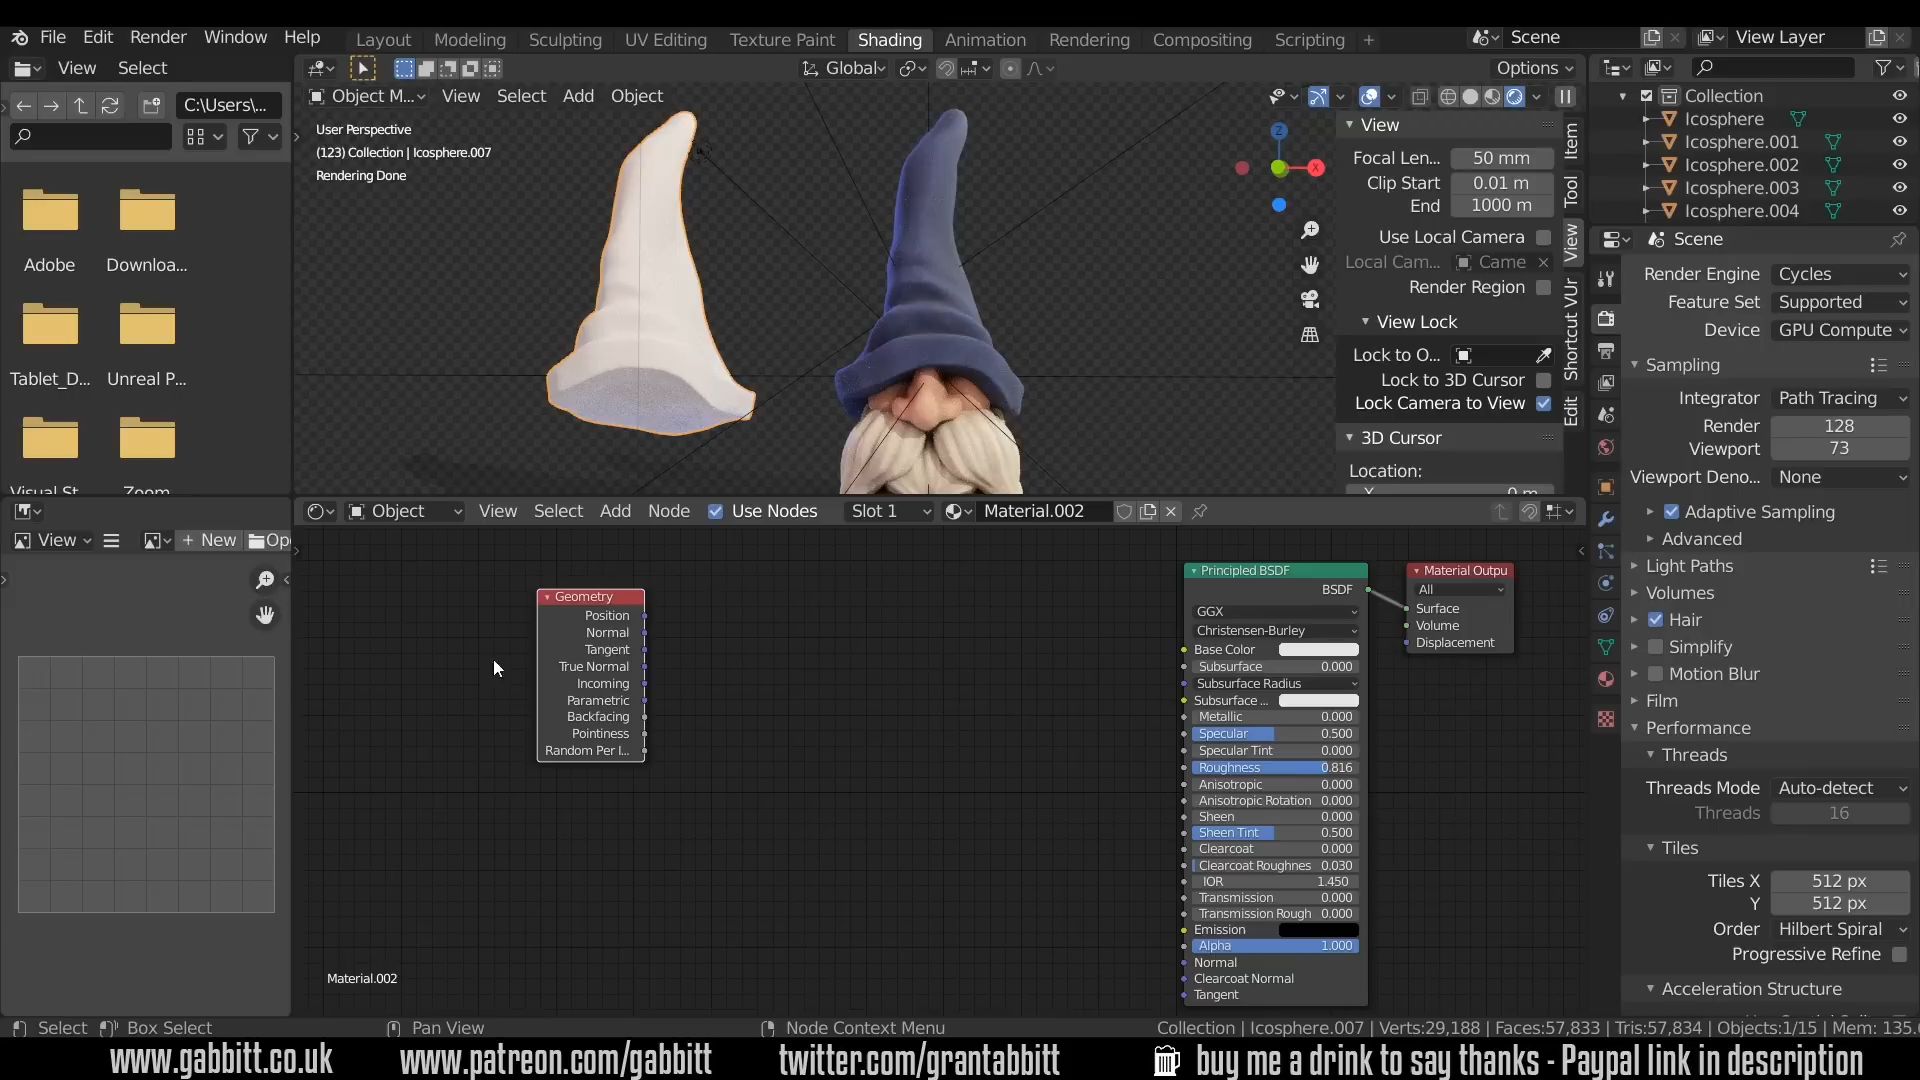 File Edit Render Window Help
Layout Modeling Sculpting UV Editing Texture Paint Shading Animation Rendering Compositing Scripting +
Scene
View Layer
View Select
Global
Options
C:\Users\...
Object M... View Select Add Object
User Perspective
(123) Collection | Icosphere.007
Rendering Done
Adobe
Downloa...
Tablet_D...
Unreal P...
Visual St...
Zoom
Z
X
View
Focal Len... 50 mm
Clip Start 0.01 m
End 1000 m
Use Local Camera
Local Cam... Came
Render Region
View Lock
Lock to O...
Lock to 3D Cursor
Lock Camera to View
3D Cursor
Location:
X 0 m
Item
Tool
View
Shortcut VUr
Edit
Collection
Icosphere
Icosphere.001
Icosphere.002
Icosphere.003
Icosphere.004
Scene
Render Engine Cycles
Feature Set Supported
Device GPU Compute
Sampling
Integrator Path Tracing
Render 128
Viewport 73
Viewport Deno... None
Adaptive Sampling
Advanced
Light Paths
Volumes
Hair
Simplify
Motion Blur
Film
Performance
Threads
Threads Mode Auto-detect
Threads 16
Tiles
Tiles X 512 px
Y 512 px
Order Hilbert Spiral
Progressive Refine
Acceleration Structure
View
+ New
Op
Object View Select Add Node Use Nodes Slot 1 Material.002
Geometry
Position
Normal
Tangent
True Normal
Incoming
Parametric
Backfacing
Pointiness
Random Per I...
Principled BSDF
BSDF
GGX
Christensen-Burley
Base Color
Subsurface 0.000
Subsurface Radius
Subsurface ...
Metallic 0.000
Specular 0.500
Specular Tint 0.000
Roughness 0.816
Anisotropic 0.000
Anisotropic Rotation 0.000
Sheen 0.000
Sheen Tint 0.500
Clearcoat 0.000
Clearcoat Roughnes 0.030
IOR 1.450
Transmission 0.000
Transmission Rough 0.000
Emission
Alpha 1.000
Normal
Clearcoat Normal
Tangent
Material Outpu
All
Surface
Volume
Displacement
Material.002
Select Box Select Pan View Node Context Menu
Collection | Icosphere.007 | Verts:29,188 | Faces:57,833 | Tris:57,834 | Objects:1/15 | Mem: 135.
www.gabbitt.co.uk www.patreon.com/gabbitt twitter.com/grantabbitt buy me a drink to say thanks - Paypal link in description